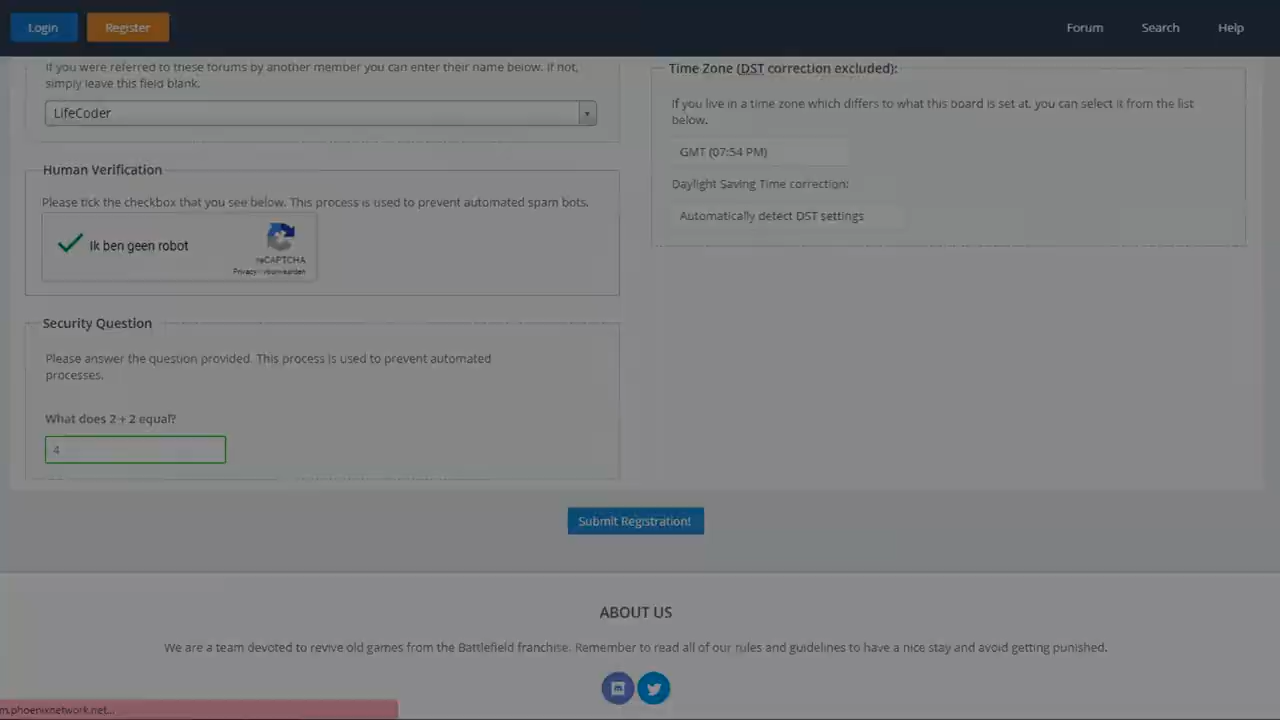 Login
Register
Forum
Search
Help
If you were referred to these forums by another member you can enter their name below. If not,
simply leave this field blank.
LifeCoder
Human Verification
Please tick the checkbox that you see below. This process is used to prevent automated spam bots.
Ik ben geen robot
reCAPTCHA
Privacy - Voorwaarden
Security Question
Please answer the question provided. This process is used to prevent automated
processes.
What does 2 + 2 equal?
4
Time Zone (DST correction excluded):
If you live in a time zone which differs to what this board is set at, you can select it from the list
below.
GMT (07:54 PM)
Daylight Saving Time correction:
Automatically detect DST settings
Submit Registration!
ABOUT US
We are a team devoted to revive old games from the Battlefield franchise. Remember to read all of our rules and guidelines to have a nice stay and avoid getting punished.
m.phoenixnetwork.net...